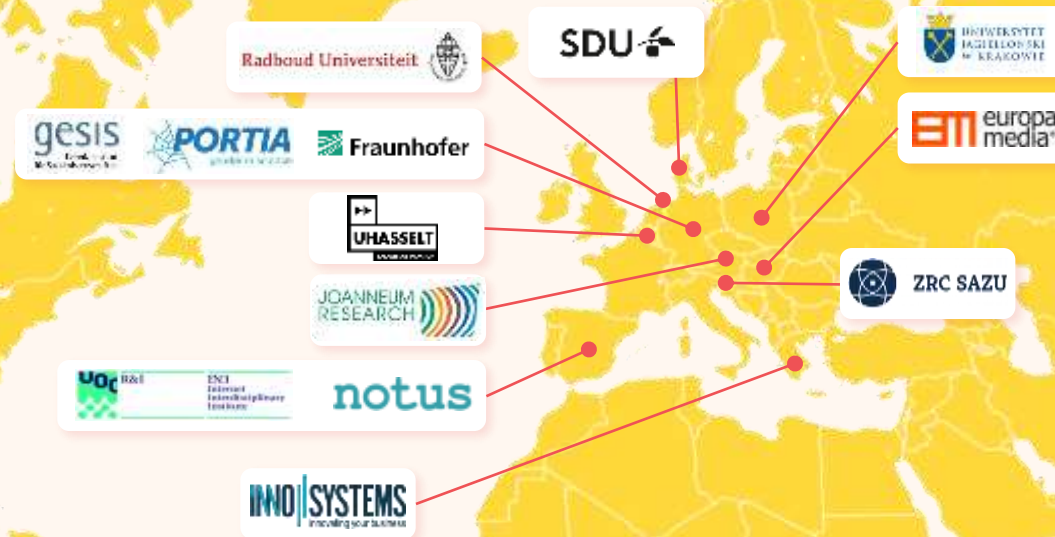 Radboud Universiteit
SDU
UNIWERSYTET
JAGIELLOŃSKI
W KRAKOWIE
gesis
PORTIA
Fraunhofer
europa
media
UHASSELT
JOANNEUM
RESEARCH
ZRC SAZU
UOC R&I
IN3
Internet
Interdisciplinary
Institute
notus
INNO SYSTEMS
innovating your business